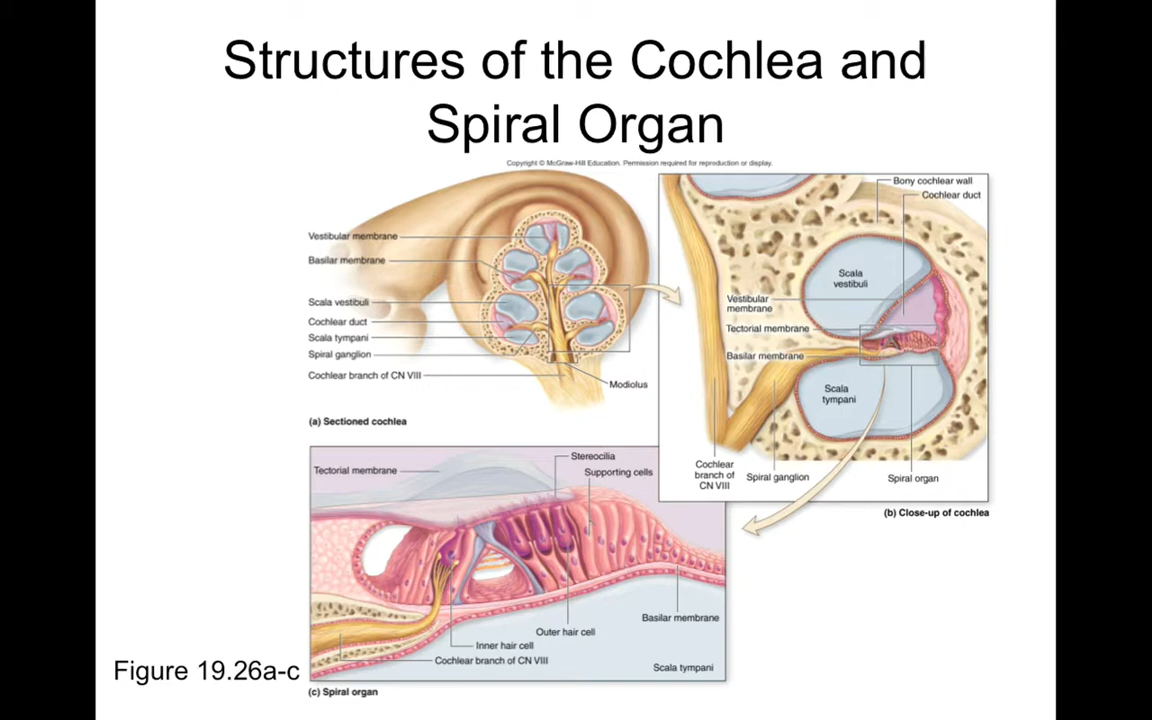 Structures of the Cochlea and
Spiral Organ
Copyright © McGraw-Hill Education. Permission required for reproduction or display.
Vestibular membrane
Basilar membrane
Scala vestibuli
Cochlear duct
Scala tympani
Spiral ganglion
Cochlear branch of CN VIII
Modiolus
(a) Sectioned cochlea
Bony cochlear wall
Cochlear duct
Scala
vestibuli
Vestibular
membrane
Tectorial membrane
Basilar membrane
Scala
tympani
Cochlear
branch of
CN VIII
Spiral ganglion
Spiral organ
(b) Close-up of cochlea
Stereocilia
Tectorial membrane
Supporting cells
Basilar membrane
Outer hair cell
Inner hair cell
Cochlear branch of CN VIII
Scala tympani
Figure 19.26a-c
(c) Spiral organ